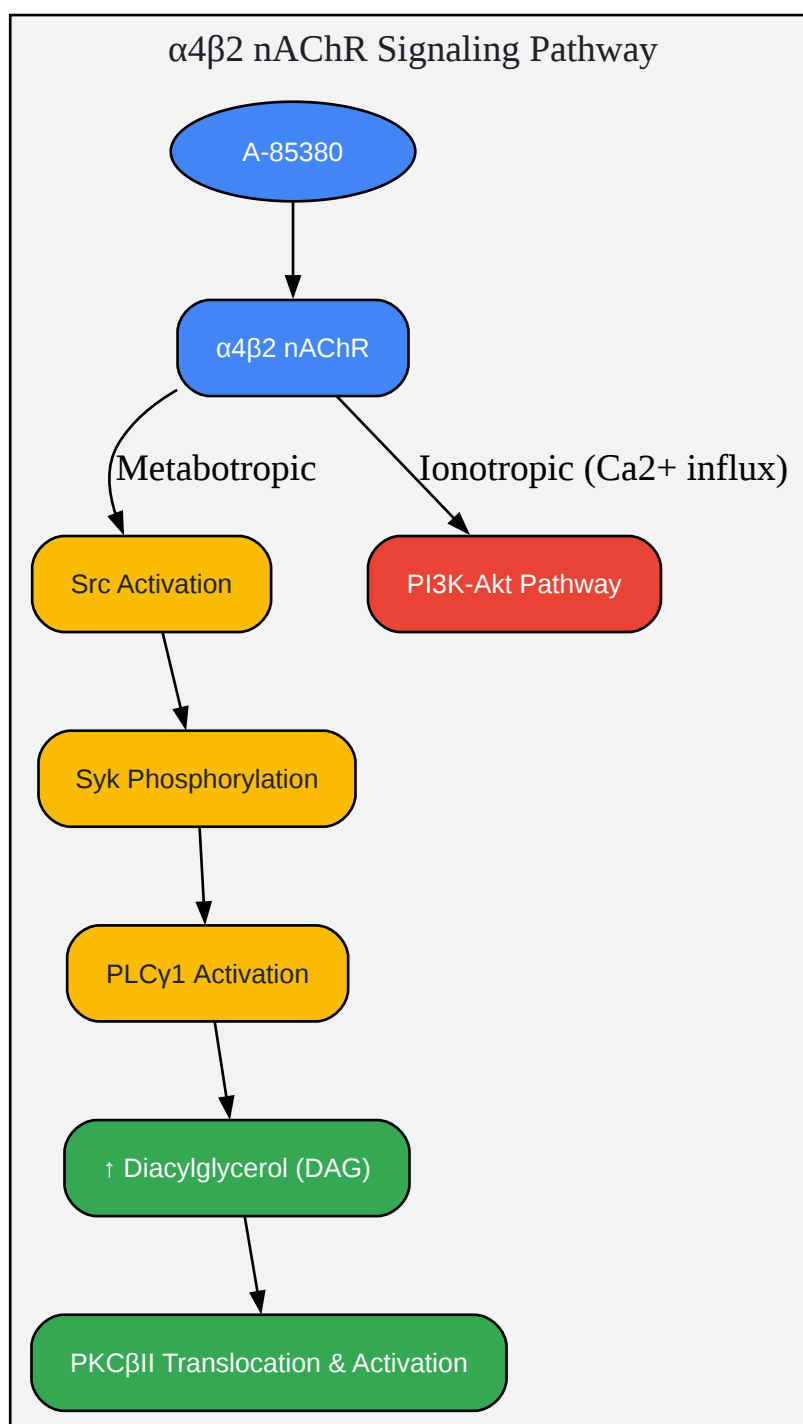 α4β2 nAChR Signaling Pathway
A-85380
α4β2 nAChR
Metabotropic
Ionotropic (Ca2+ influx)
Src Activation
PI3K-Akt Pathway
Syk Phosphorylation
PLCγ1 Activation
↑ Diacylglycerol (DAG)
PKCβII Translocation & Activation